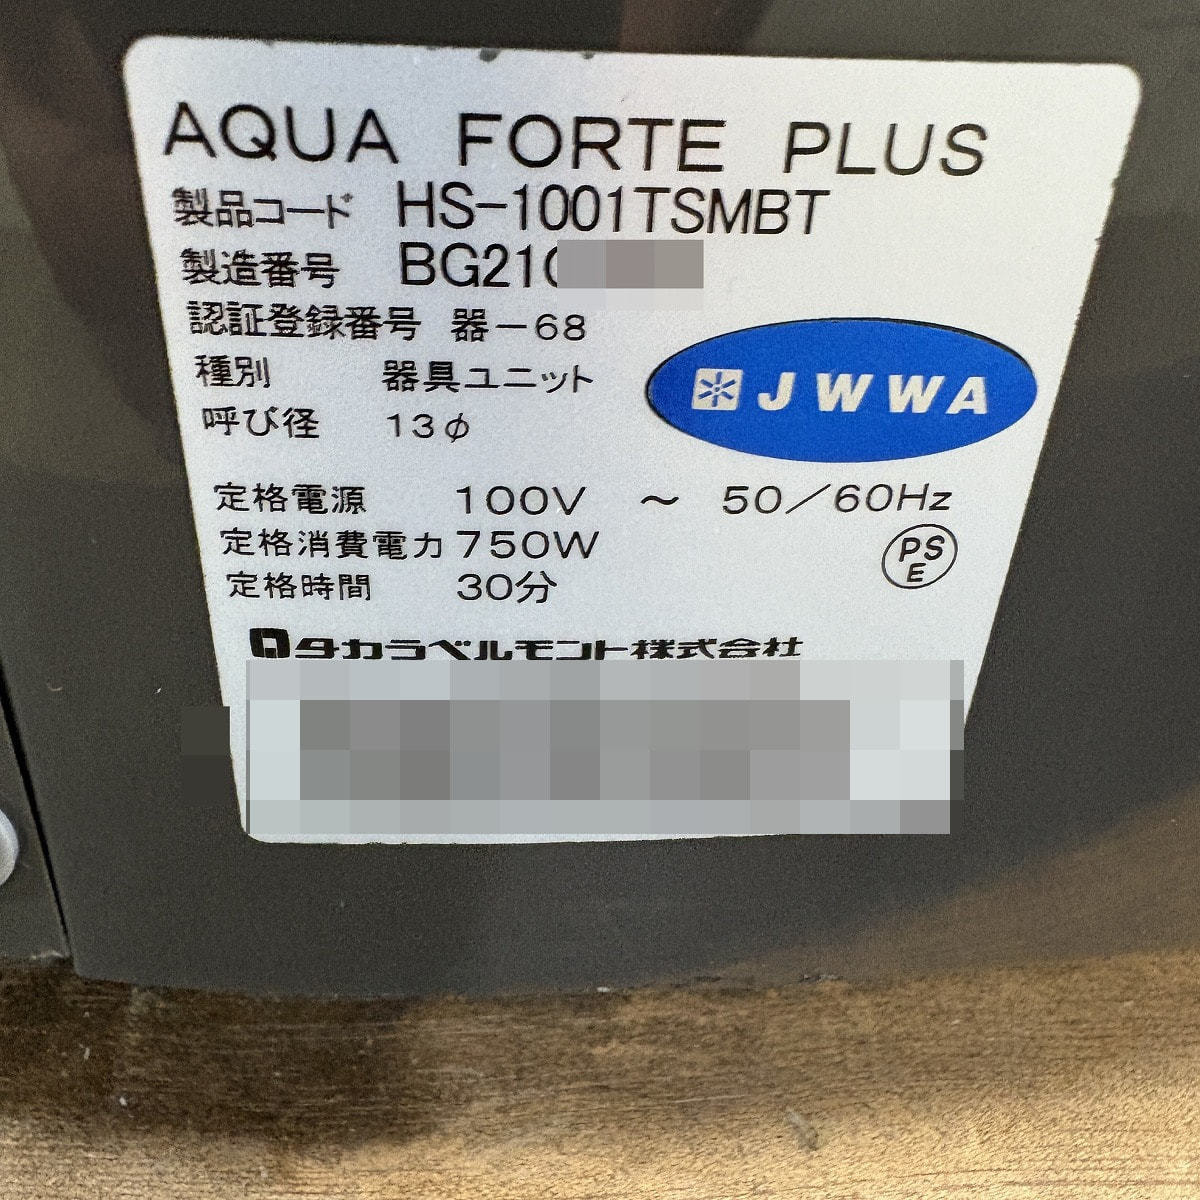 AQUA FORTE PLUS
製品コード HS-1001TSMBT
製造番号 BG210
認証登録番号 器-68
種別 器具ユニット
呼び径 13φ
JWWA
定格電源 100V ~ 50/60Hz
定格消費電力 750W
PSE
定格時間 30分
タカラベルモント株式会社